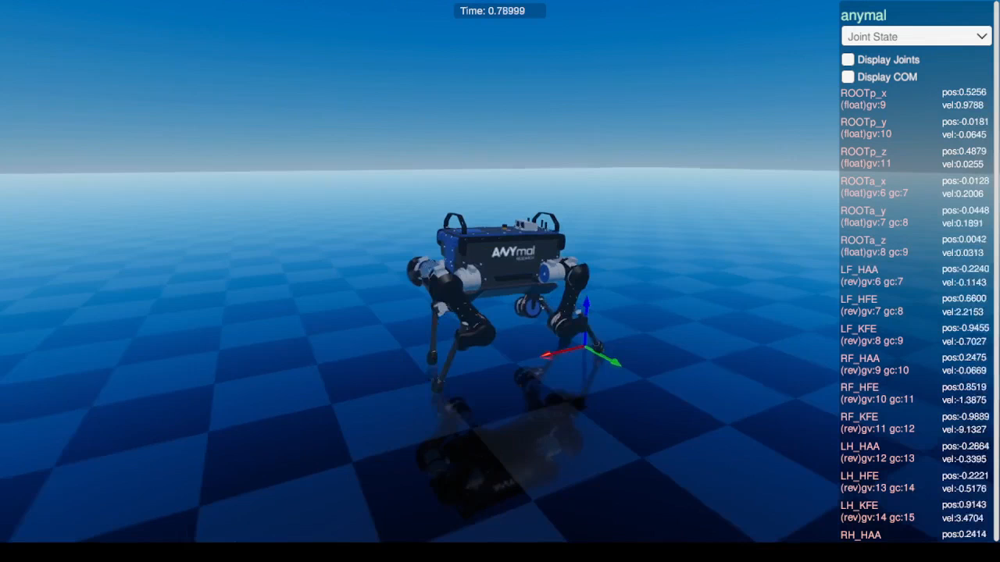 Time: 0.78999
anymal
Joint State
Display Joints
Display COM
ROOTp_x pos:0.5256
(float)gv:9 vel:0.9788
ROOTp_y pos:-0.0181
(float)gv:10 vel:-0.0645
ROOTp_z pos:0.4879
(float)gv:11 vel:0.0255
ROOTa_x pos:-0.0128
(float)gv:6 gc:7 vel:0.2006
ROOTa_y pos:-0.0448
(float)gv:7 gc:8 vel:0.1891
ROOTa_z pos:0.0042
(float)gv:8 gc:9 vel:0.0313
LF_HAA pos:-0.2240
(rev)gv:6 gc:7 vel:-0.1143
LF_HFE pos:0.6600
(rev)gv:7 gc:8 vel:2.2153
LF_KFE pos:-0.9455
(rev)gv:8 gc:9 vel:-0.7027
RF_HAA pos:0.2475
(rev)gv:9 gc:10 vel:-0.0669
RF_HFE pos:0.8519
(rev)gv:10 gc:11 vel:-1.3875
RF_KFE pos:-0.9889
(rev)gv:11 gc:12 vel:-9.1327
LH_HAA pos:-0.2664
(rev)gv:12 gc:13 vel:-0.3395
LH_HFE pos:-0.2221
(rev)gv:13 gc:14 vel:-0.5176
LH_KFE pos:0.9143
(rev)gv:14 gc:15 vel:3.4704
RH_HAA pos:0.2414
ANYmal
RESEARCH